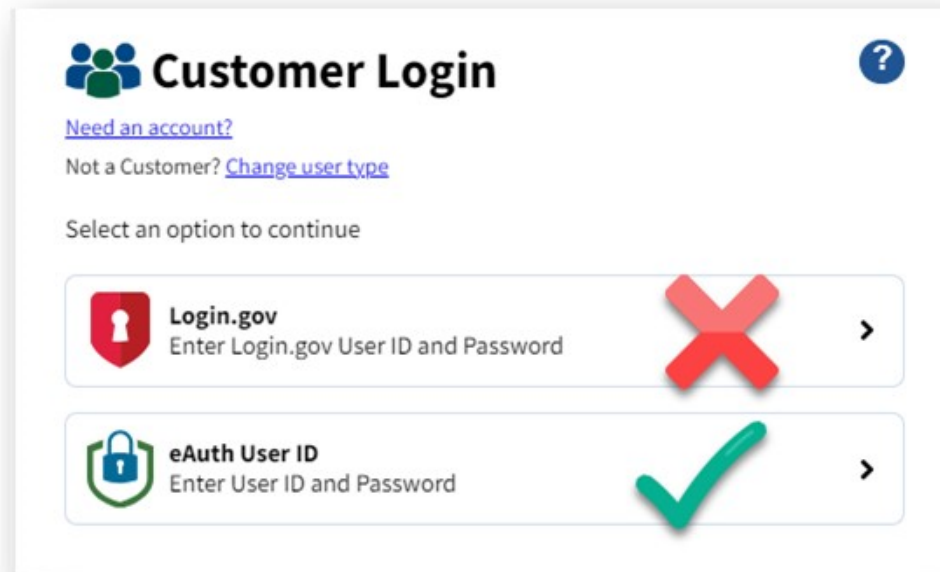 Customer Login
?
Need an account?
Not a Customer? Change user type
Select an option to continue
Login.gov
Enter Login.gov User ID and Password
eAuth User ID
Enter User ID and Password